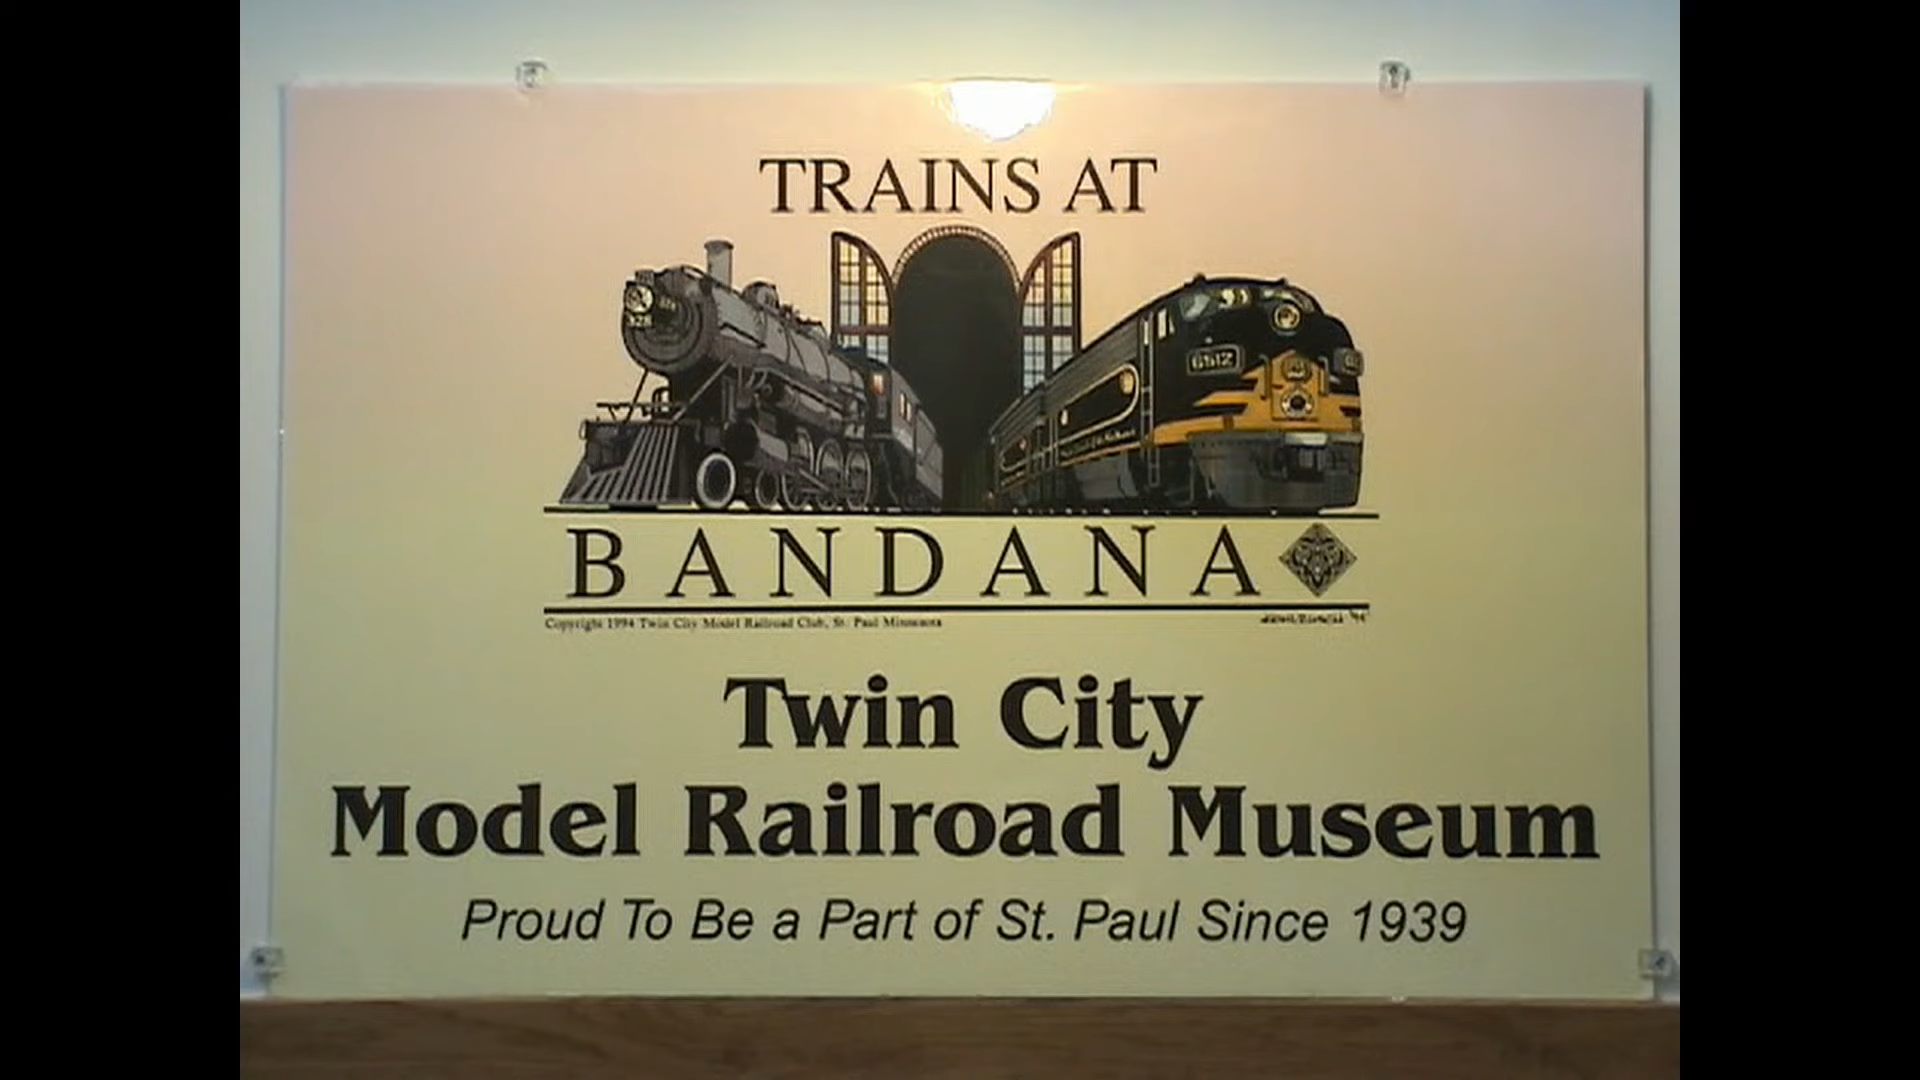 TRAINS AT
6512
BANDANA
Copyright 1994 Twin City Model Railroad Club, St. Paul Minnesota
Twin City
Model Railroad Museum
Proud To Be a Part of St. Paul Since 1939